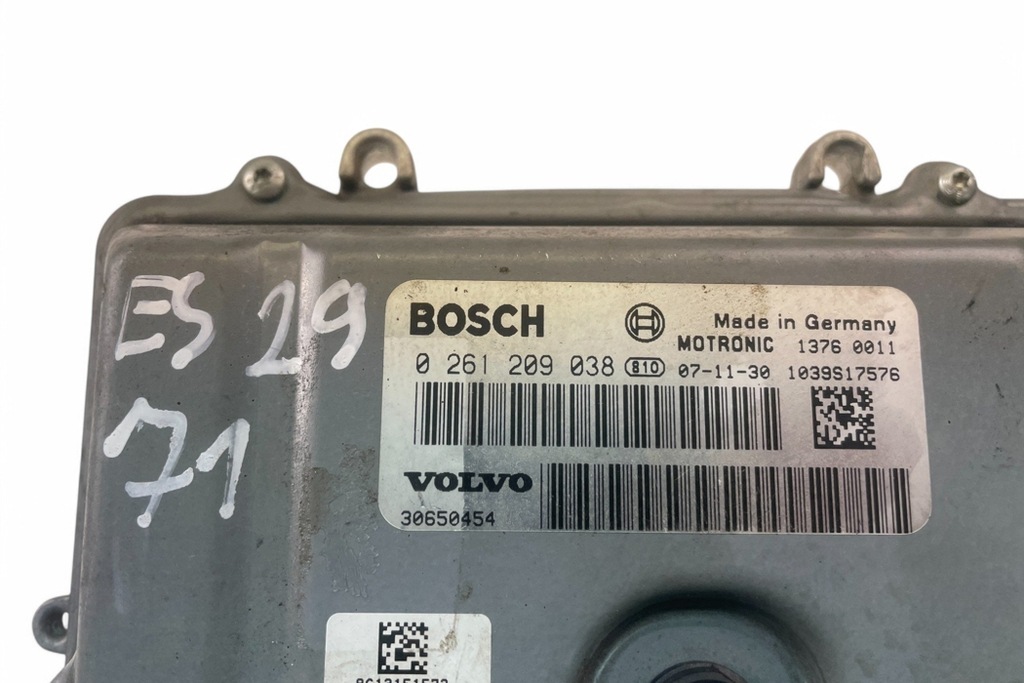 ES 29
71
BOSCH
Made in Germany
MOTRONIC 1376 0011
0 261 209 038 810 07-11-30 1039S17576
VOLVO
30650454